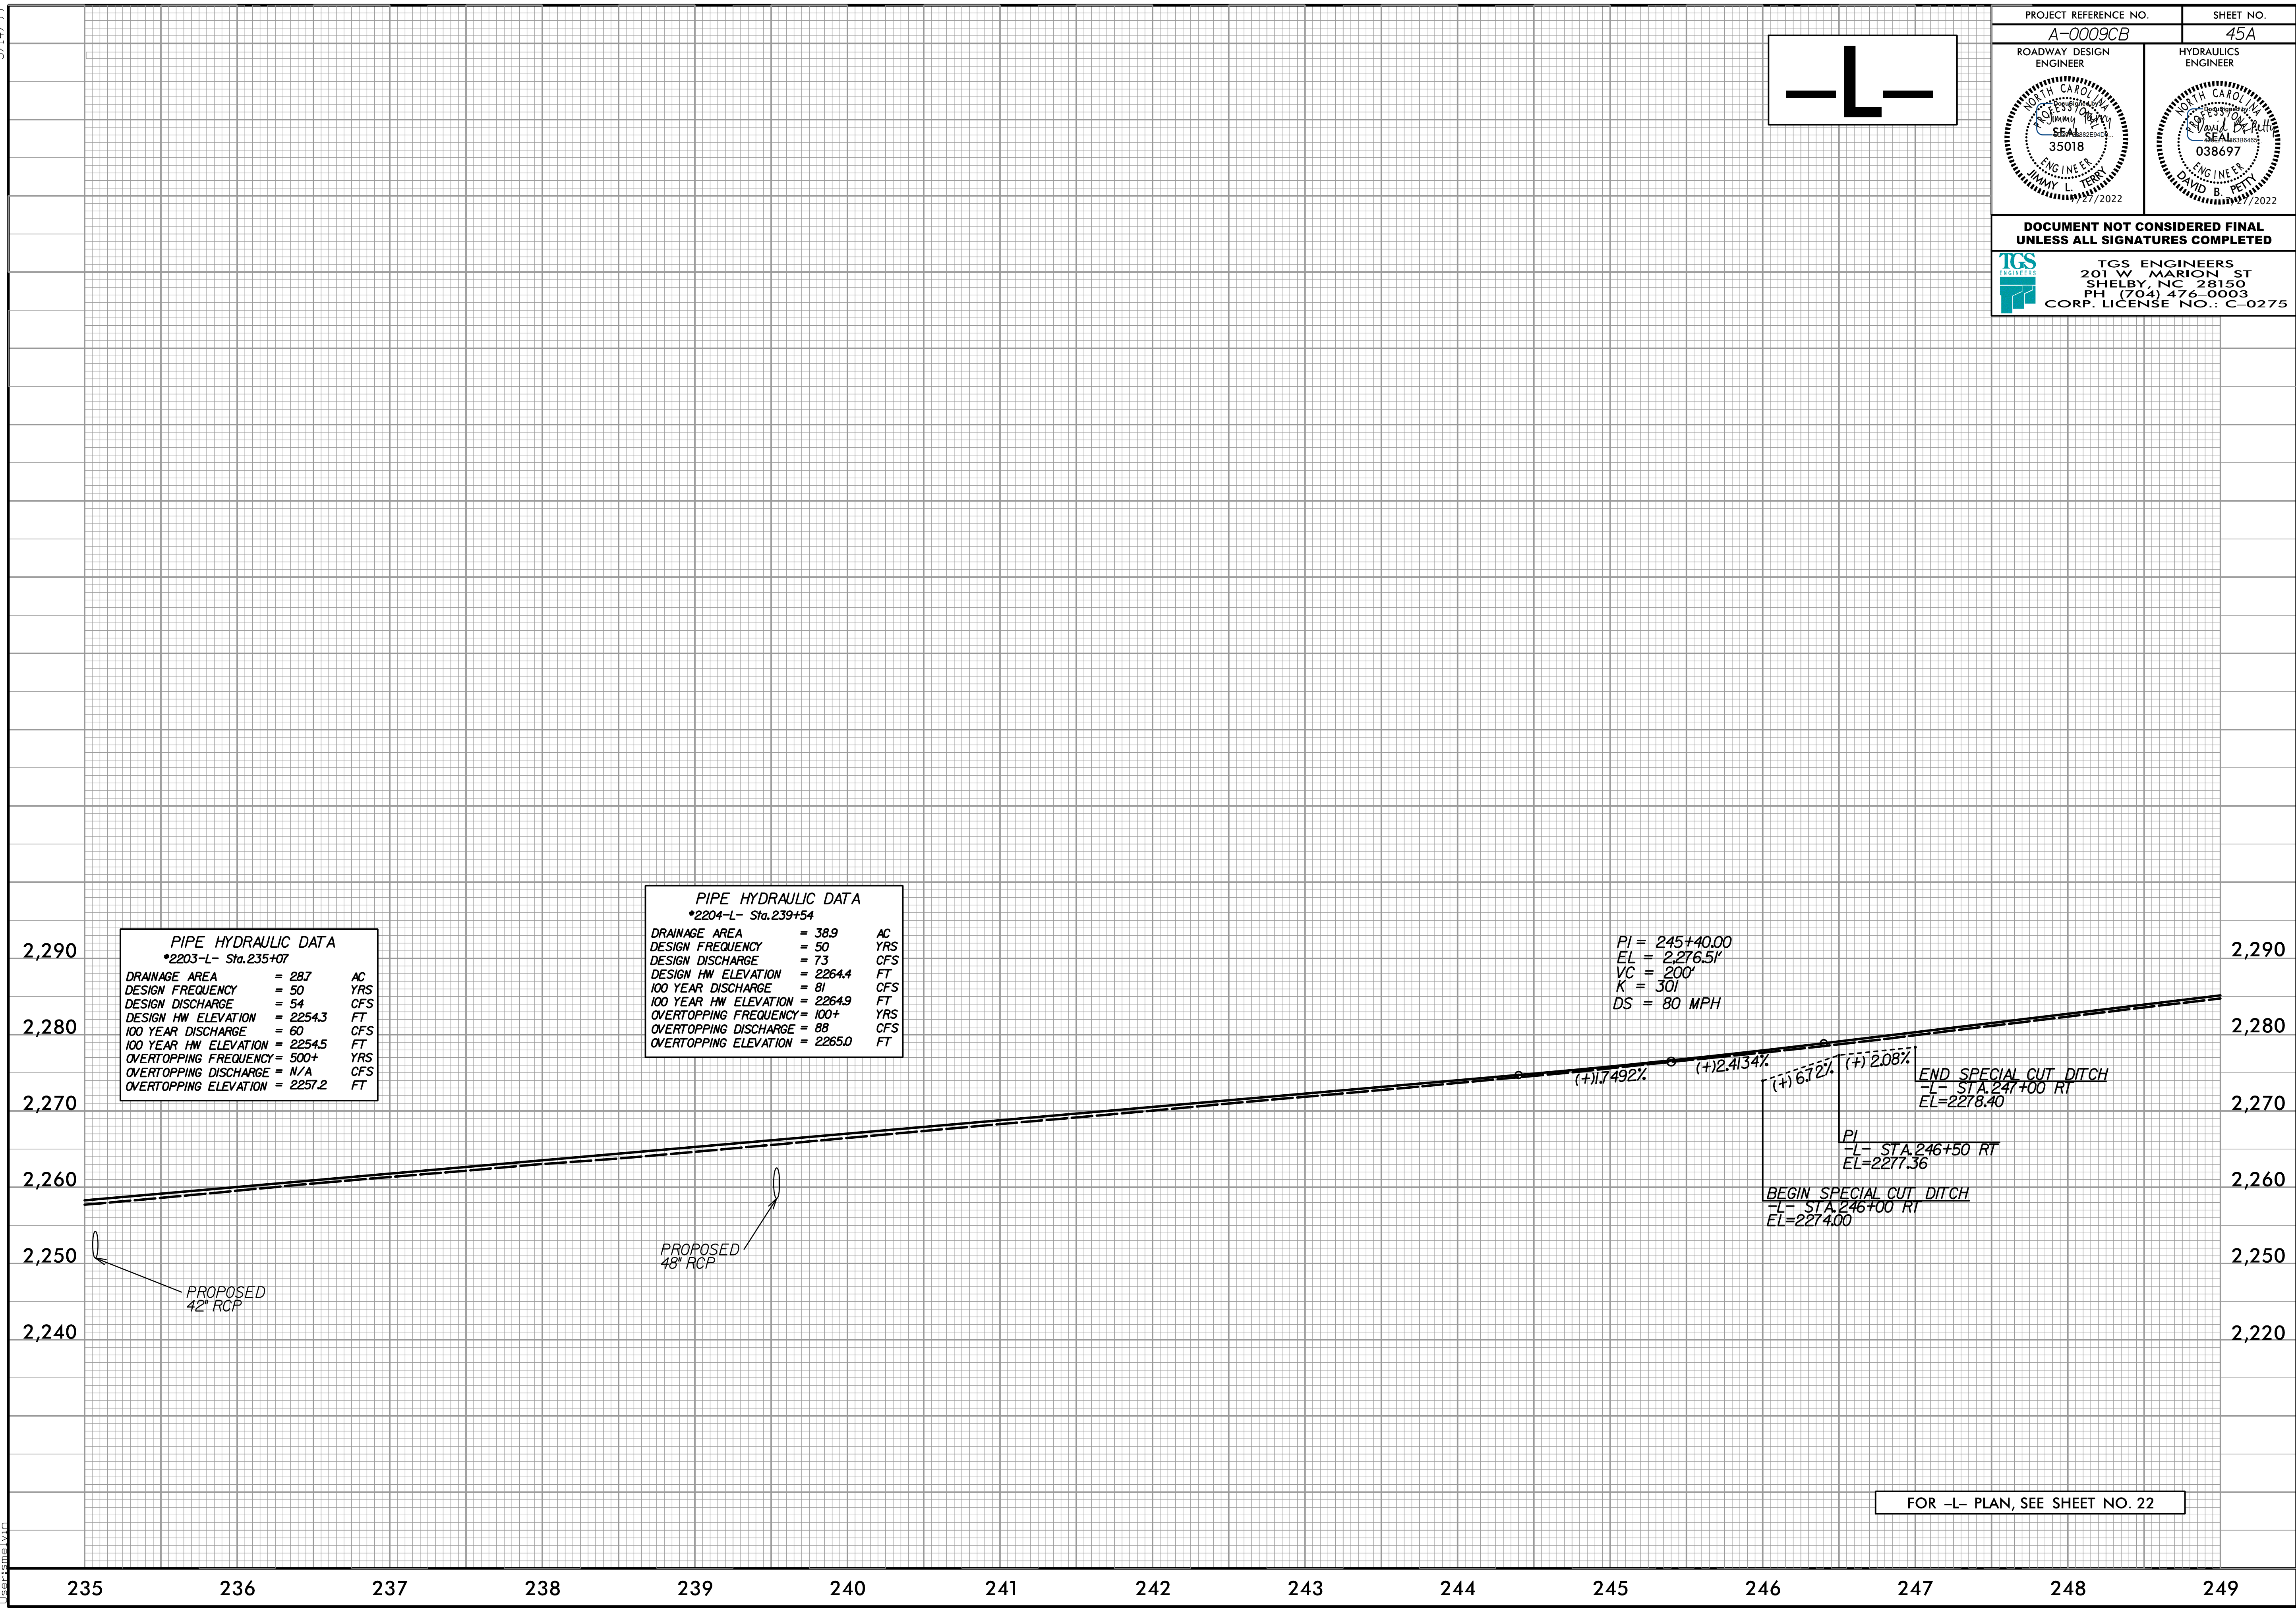 PROJECT REFERENCE NO. SHEET NO.
A-0009CB 45A
ROADWAY DESIGN ENGINEER
HYDRAULICS ENGINEER
NORTH CAROLINA
PROFESSIONAL
SEAL
35018
ENGINEER
JIMMY L. TERRY
7/27/2022
NORTH CAROLINA
PROFESSIONAL
SEAL
038697
ENGINEER
DAVID B. PETTY
7/27/2022
DOCUMENT NOT CONSIDERED FINAL
UNLESS ALL SIGNATURES COMPLETED
TGS
ENGINEERS
TGS ENGINEERS
201 W MARION ST
SHELBY, NC 28150
PH (704) 476-0003
CORP. LICENSE NO.: C-0275
-L-
PIPE HYDRAULIC DATA
*2203-L- Sta.235+07
DRAINAGE AREA = 28.7 AC
DESIGN FREQUENCY = 50 YRS
DESIGN DISCHARGE = 54 CFS
DESIGN HW ELEVATION = 2254.3 FT
100 YEAR DISCHARGE = 60 CFS
100 YEAR HW ELEVATION = 2254.5 FT
OVERTOPPING FREQUENCY= 500+ YRS
OVERTOPPING DISCHARGE = N/A CFS
OVERTOPPING ELEVATION = 2257.2 FT
PIPE HYDRAULIC DATA
*2204-L- Sta.239+54
DRAINAGE AREA = 38.9 AC
DESIGN FREQUENCY = 50 YRS
DESIGN DISCHARGE = 73 CFS
DESIGN HW ELEVATION = 2264.4 FT
100 YEAR DISCHARGE = 81 CFS
100 YEAR HW ELEVATION = 2264.9 FT
OVERTOPPING FREQUENCY= 100+ YRS
OVERTOPPING DISCHARGE = 88 CFS
OVERTOPPING ELEVATION = 2265.0 FT
PI = 245+40.00
EL = 2,276.51'
VC = 200'
K = 301
DS = 80 MPH
(+)1.7492%
(+)2.4134%
(+) 6.72%
(+) 2.08%
END SPECIAL CUT DITCH
-L- STA.247+00 RT
EL=2278.40
PI
-L- STA.246+50 RT
EL=2277.36
BEGIN SPECIAL CUT DITCH
-L- STA.246+00 RT
EL=2274.00
PROPOSED
42" RCP
PROPOSED
48" RCP
2,290 2,290
2,280 2,280
2,270 2,270
2,260 2,260
2,250 2,250
2,240 2,220
FOR -L- PLAN, SEE SHEET NO. 22
235 236 237 238 239 240 241 242 243 244 245 246 247 248 249
User:smelvin